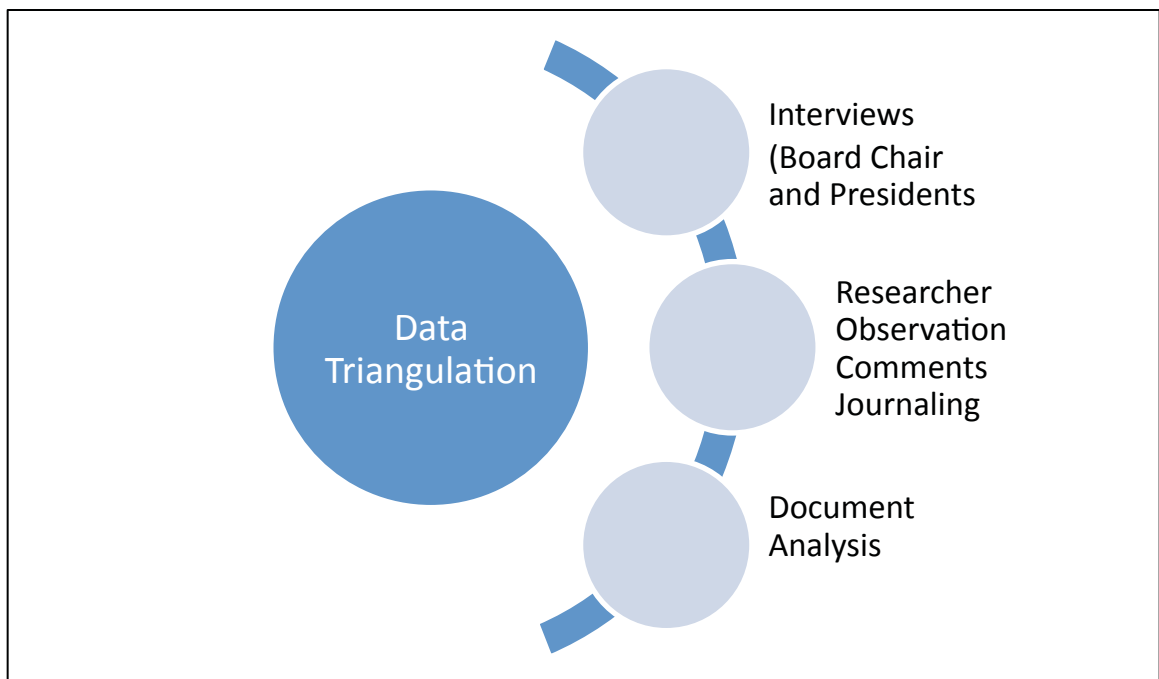 Data
Triangulation
Interviews
(Board Chair
and Presidents
Researcher
Observation
Comments
Journaling
Document
Analysis